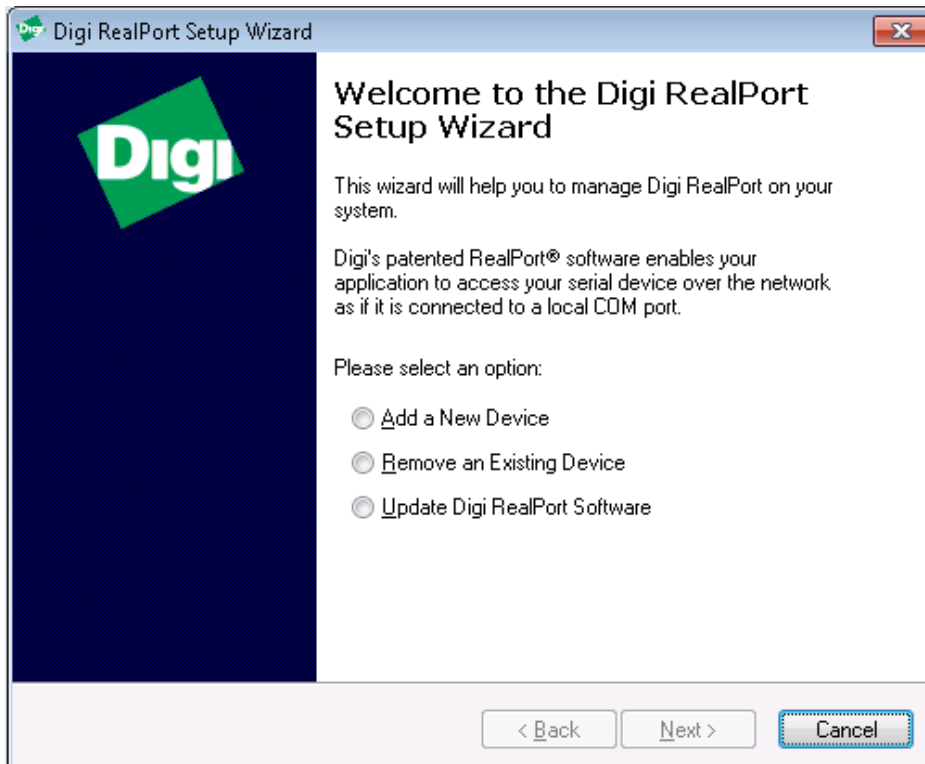 Digi Digi RealPort Setup Wizard
Digi
Welcome to the Digi RealPort
Setup Wizard
This wizard will help you to manage Digi RealPort on your
system.
Digi's patented RealPort® software enables your
application to access your serial device over the network
as if it is connected to a local COM port.
Please select an option:
Add a New Device
Remove an Existing Device
Update Digi RealPort Software
< Back
Next >
Cancel